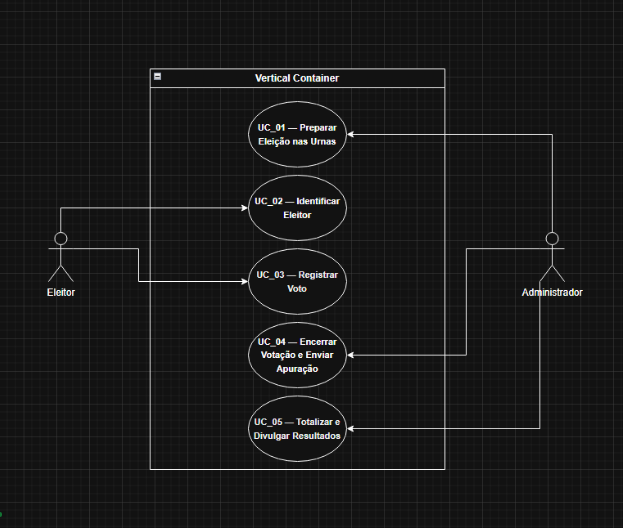 Vertical Container
UC_01 — Preparar
Eleição nas Urnas
UC_02 — Identificar
Eleitor
UC_03 — Registrar
Voto
Eleitor
Administrador
UC_04 — Encerrar
Votação e Enviar
Apuração
UC_05 — Totalizar e
Divulgar Resultados